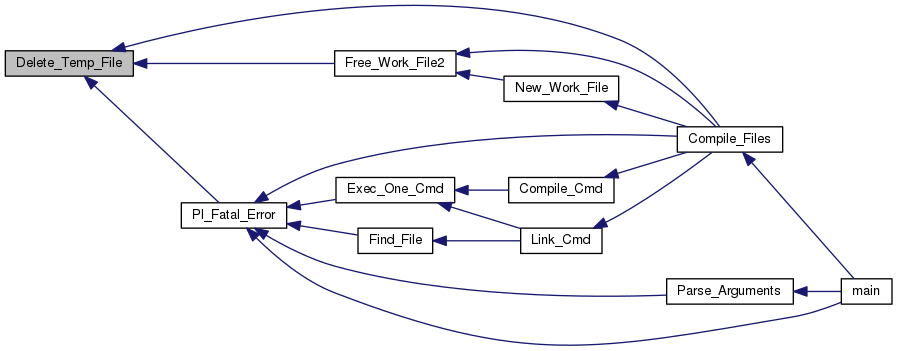 Delete_Temp_File
Free_Work_File2
New_Work_File
Compile_Files
Exec_One_Cmd
Compile_Cmd
Pl_Fatal_Error
Find_File
Link_Cmd
Parse_Arguments
main